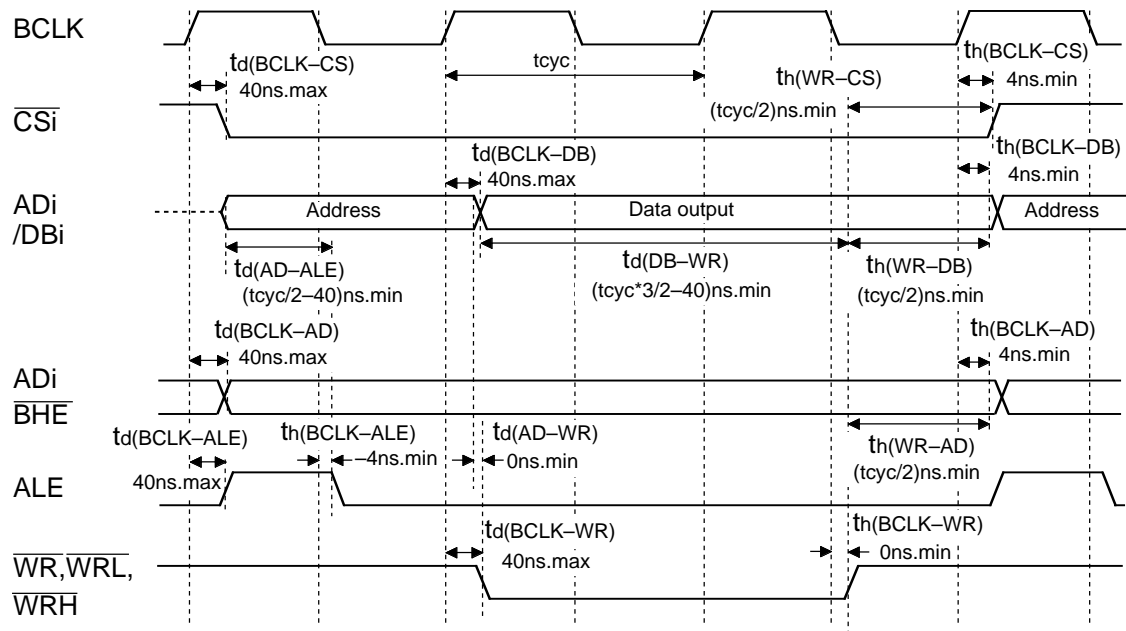 BCLK
td(BCLK–CS)
40ns.max
tcyc
th(WR–CS)
(tcyc/2)ns.min
th(BCLK–CS)
4ns.min
CSi
td(BCLK–DB)
40ns.max
th(BCLK–DB)
4ns.min
ADi
/DBi
Address
Data output
Address
td(AD–ALE)
(tcyc/2–40)ns.min
td(DB–WR)
(tcyc*3/2–40)ns.min
th(WR–DB)
(tcyc/2)ns.min
td(BCLK–AD)
40ns.max
th(BCLK–AD)
4ns.min
ADi
BHE
td(BCLK–ALE)
40ns.max
th(BCLK–ALE)
–4ns.min
td(AD–WR)
0ns.min
th(WR–AD)
(tcyc/2)ns.min
ALE
td(BCLK–WR)
40ns.max
th(BCLK–WR)
0ns.min
WR,WRL,
WRH